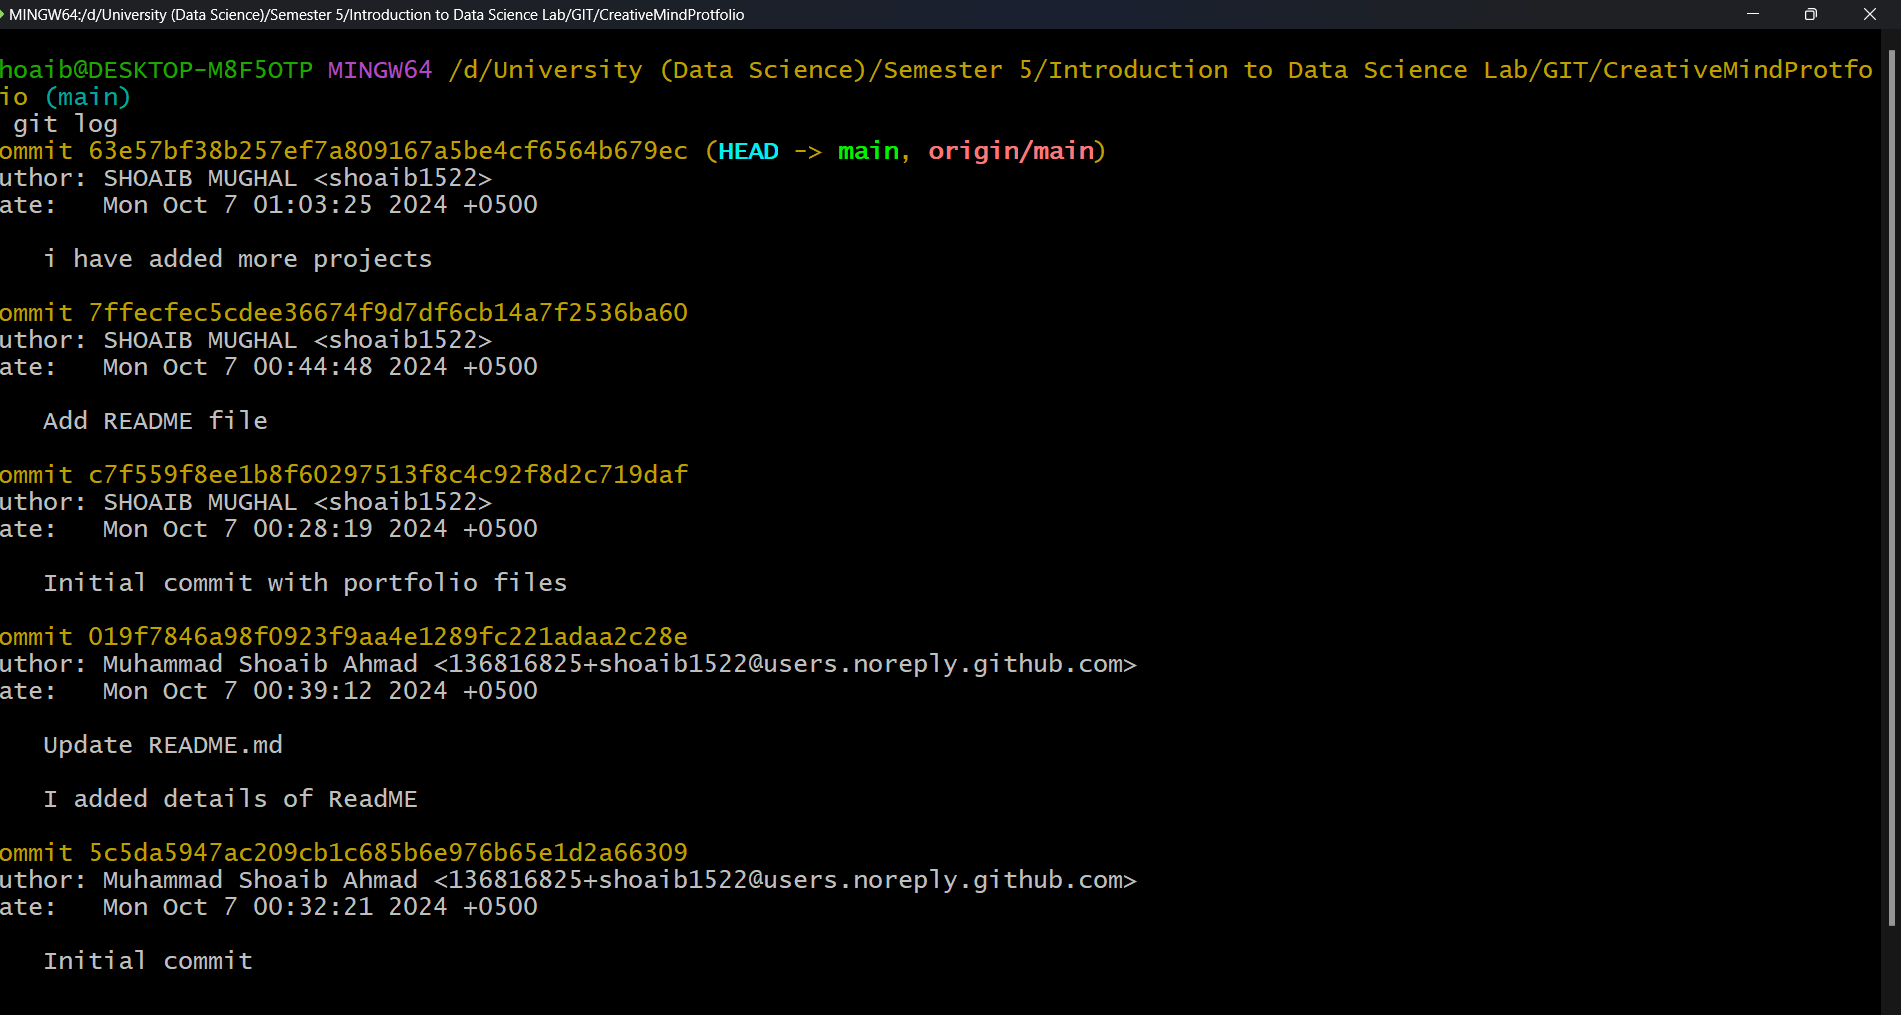 MINGW64:/d/University (Data Science)/Semester 5/Introduction to Data Science Lab/GIT/CreativeMindProtfolio
hoaib@DESKTOP-M8F5OTP MINGW64 /d/University (Data Science)/Semester 5/Introduction to Data Science Lab/GIT/CreativeMindProtfo
io (main)
git log
ommit 63e57bf38b257ef7a809167a5be4cf6564b679ec (HEAD -> main, origin/main)
uthor: SHOAIB MUGHAL <shoaib1522>
ate:   Mon Oct 7 01:03:25 2024 +0500
i have added more projects
ommit 7ffecfec5cdee36674f9d7df6cb14a7f2536ba60
uthor: SHOAIB MUGHAL <shoaib1522>
ate:   Mon Oct 7 00:44:48 2024 +0500
Add README file
ommit c7f559f8ee1b8f60297513f8c4c92f8d2c719daf
uthor: SHOAIB MUGHAL <shoaib1522>
ate:   Mon Oct 7 00:28:19 2024 +0500
Initial commit with portfolio files
ommit 019f7846a98f0923f9aa4e1289fc221adaa2c28e
uthor: Muhammad Shoaib Ahmad <136816825+shoaib1522@users.noreply.github.com>
ate:   Mon Oct 7 00:39:12 2024 +0500
Update README.md
I added details of ReadME
ommit 5c5da5947ac209cb1c685b6e976b65e1d2a66309
uthor: Muhammad Shoaib Ahmad <136816825+shoaib1522@users.noreply.github.com>
ate:   Mon Oct 7 00:32:21 2024 +0500
Initial commit